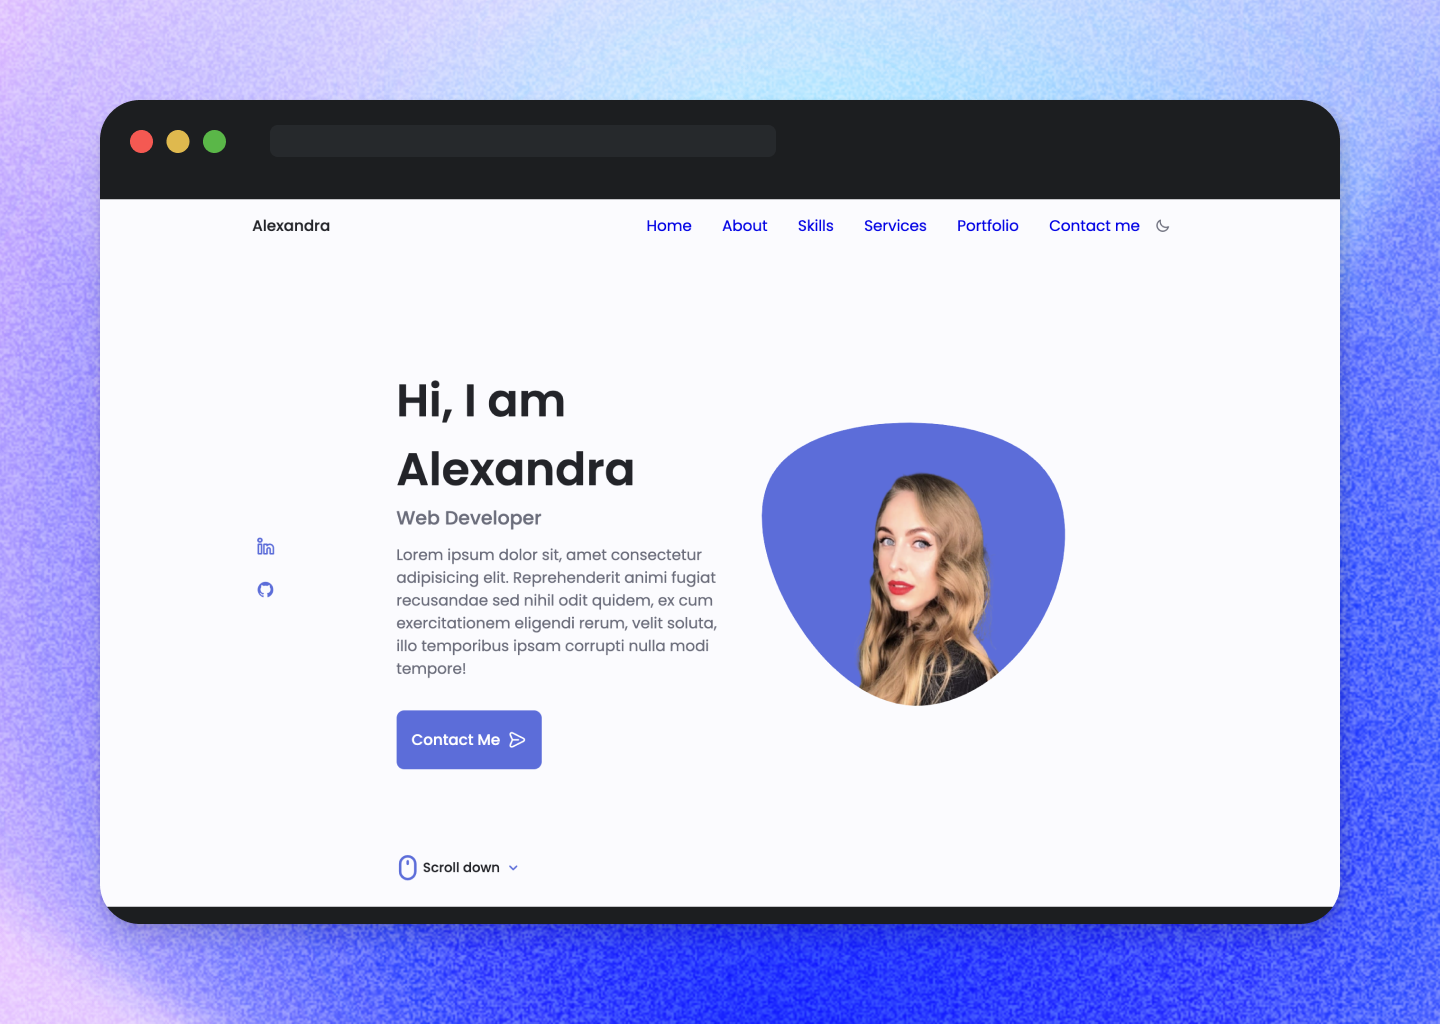 Alexandra
Home About Skills Services Portfolio Contact me
Hi, I am
Alexandra
Web Developer
Lorem ipsum dolor sit, amet consectetur
adipisicing elit. Reprehenderit animi fugiat
recusandae sed nihil odit quidem, ex cum
exercitationem eligendi rerum, velit soluta,
illo temporibus ipsam corrupti nulla modi
tempore!
in
Contact Me
Scroll down